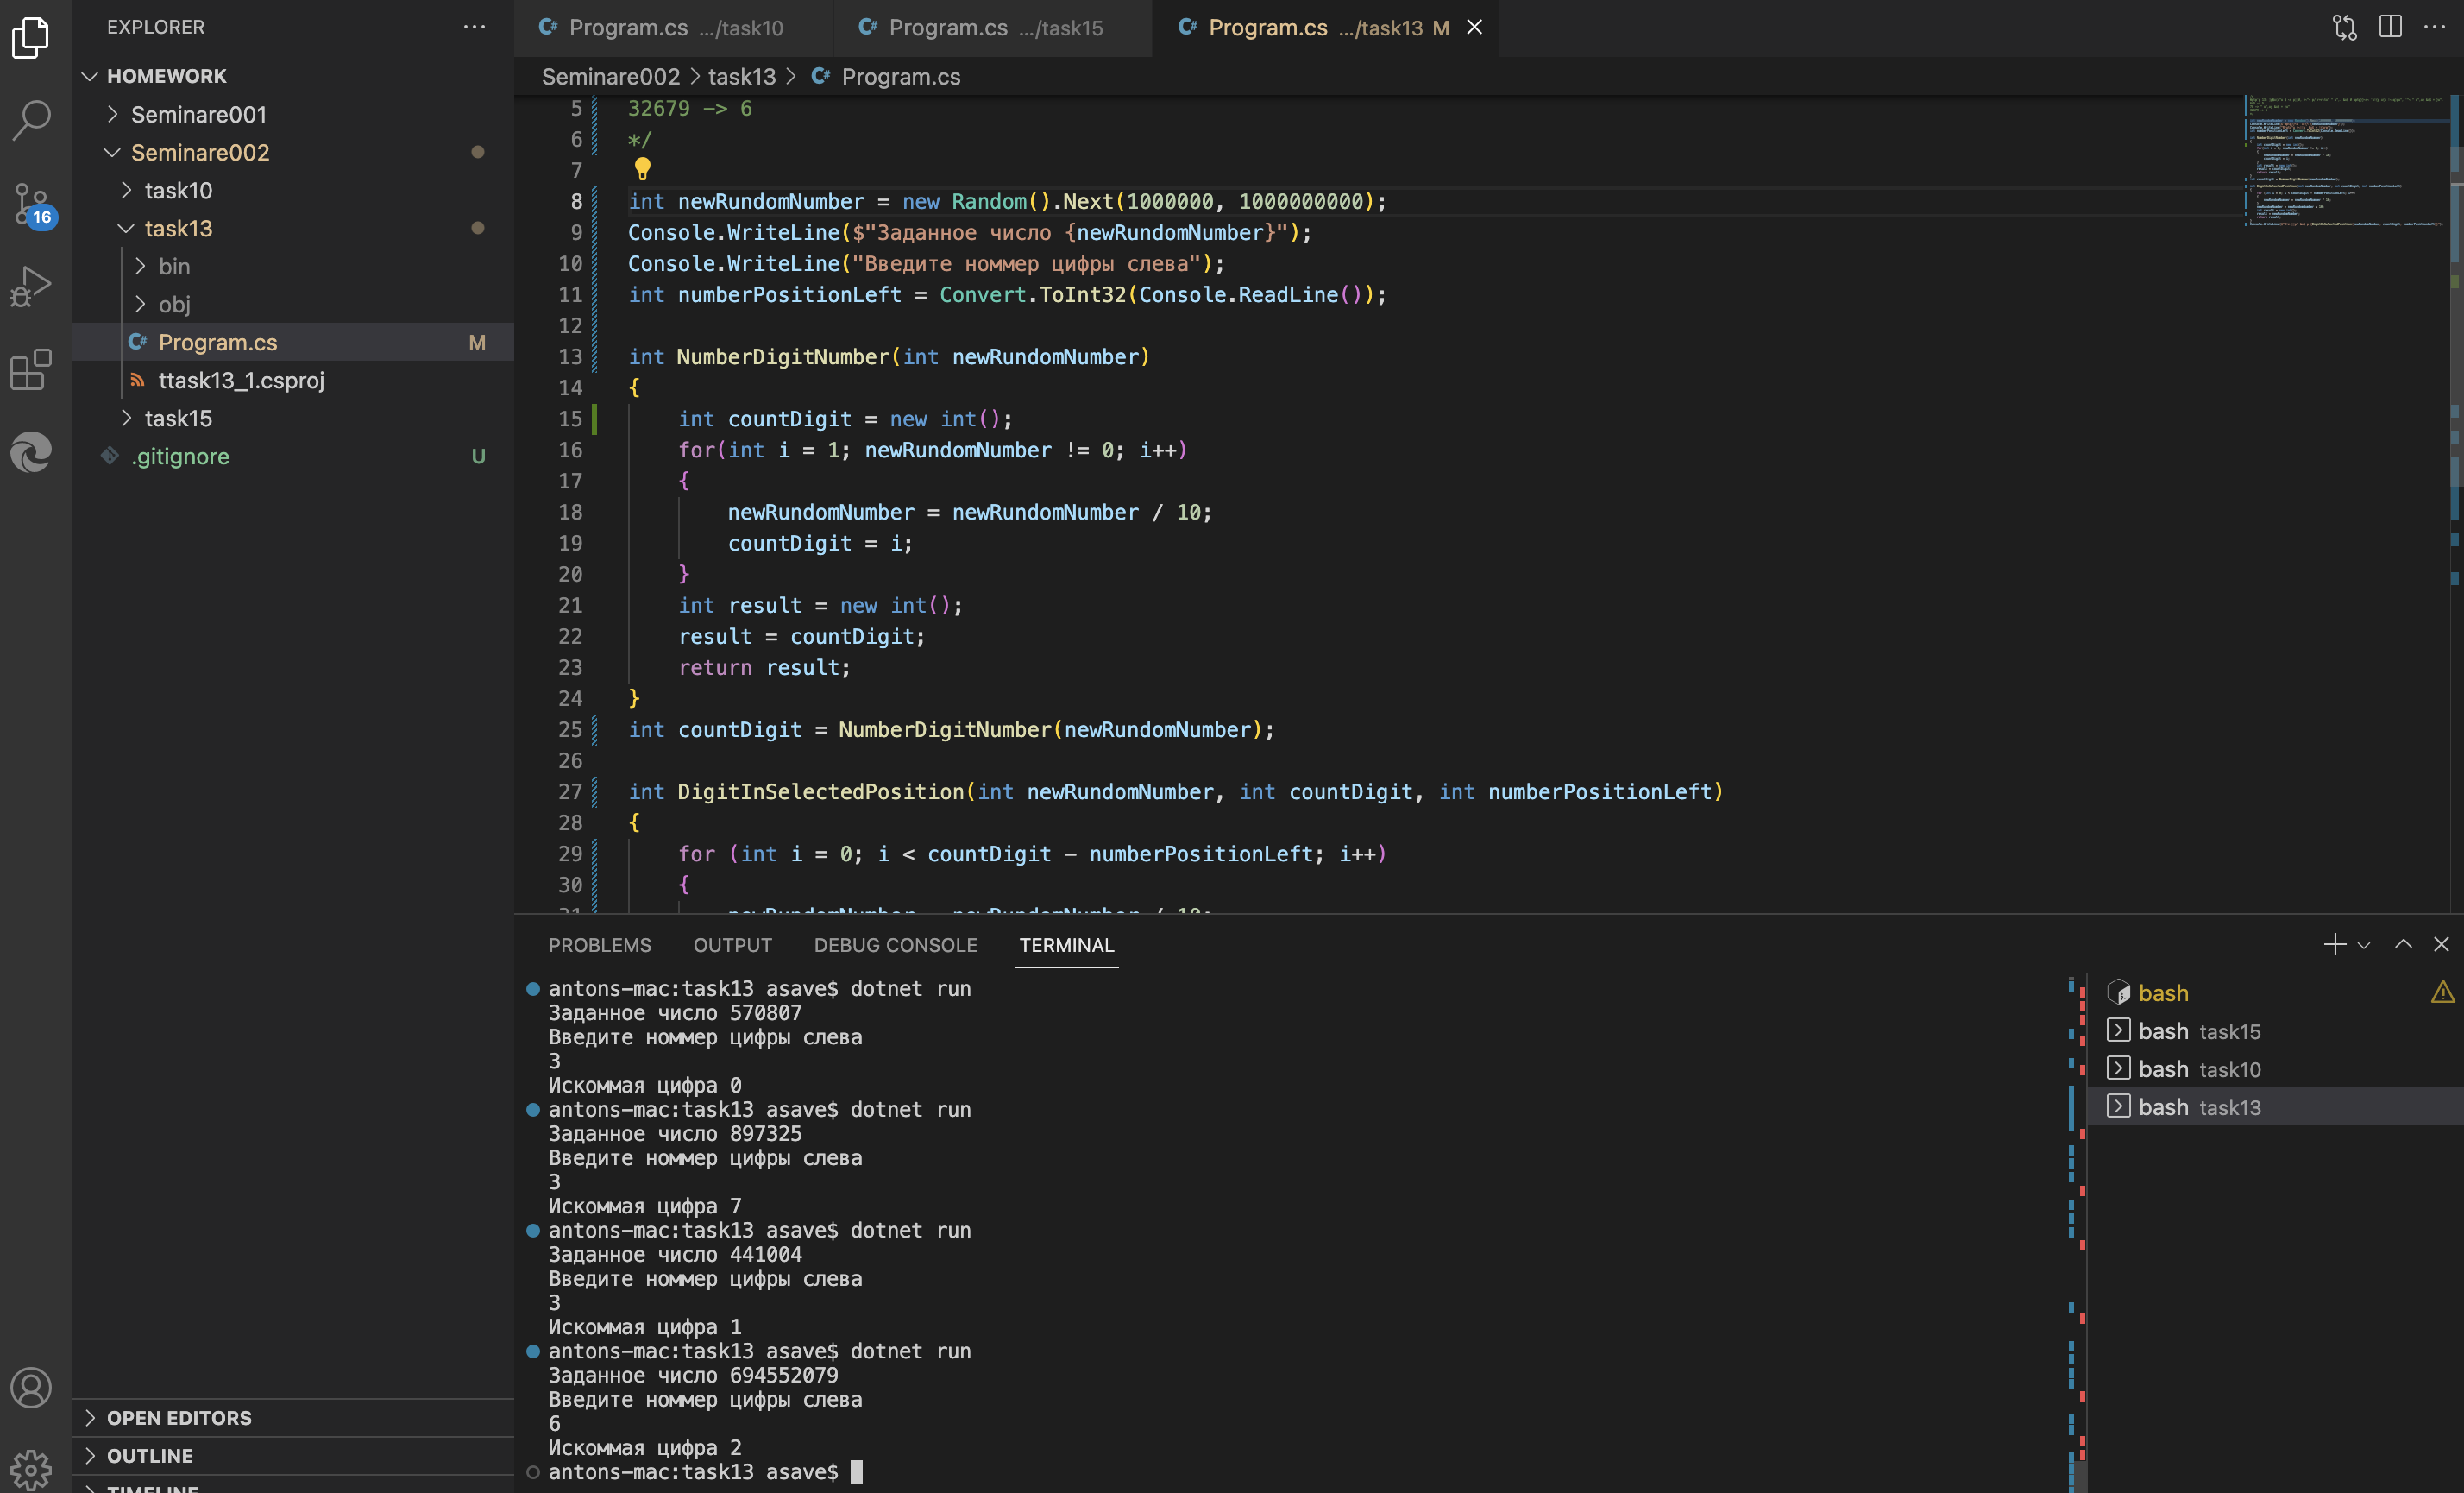 EXPLORER
HOMEWORK
Seminare001
Seminare002
task10
task13
bin
obj
Program.cs M
ttask13_1.csproj
task15
.gitignore U
16
OPEN EDITORS
OUTLINE
TIMELINE
Program.cs .../task10
Program.cs .../task15
Program.cs .../task13 M
Seminare002 > task13 > Program.cs
5 32679 -> 6
6 */
7
8 int newRundomNumber = new Random().Next(1000000, 1000000000);
9 Console.WriteLine($"Заданное число {newRundomNumber}");
10 Console.WriteLine("Введите номмер цифры слева");
11 int numberPositionLeft = Convert.ToInt32(Console.ReadLine());
12
13 int NumberDigitNumber(int newRundomNumber)
14 {
15 int countDigit = new int();
16 for(int i = 1; newRundomNumber != 0; i++)
17 {
18 newRundomNumber = newRundomNumber / 10;
19 countDigit = i;
20 }
21 int result = new int();
22 result = countDigit;
23 return result;
24 }
25 int countDigit = NumberDigitNumber(newRundomNumber);
26
27 int DigitInSelectedPosition(int newRundomNumber, int countDigit, int numberPositionLeft)
28 {
29 for (int i = 0; i < countDigit - numberPositionLeft; i++)
30 {
31 newRundomNumber = newRundomNumber / 10;
PROBLEMS OUTPUT DEBUG CONSOLE TERMINAL
antons-mac:task13 asave$ dotnet run
Заданное число 570807
Введите номмер цифры слева
3
Искоммая цифра 0
antons-mac:task13 asave$ dotnet run
Заданное число 897325
Введите номмер цифры слева
3
Искоммая цифра 7
antons-mac:task13 asave$ dotnet run
Заданное число 441004
Введите номмер цифры слева
3
Искоммая цифра 1
antons-mac:task13 asave$ dotnet run
Заданное число 694552079
Введите номмер цифры слева
6
Искоммая цифра 2
antons-mac:task13 asave$
bash
bash task15
bash task10
bash task13